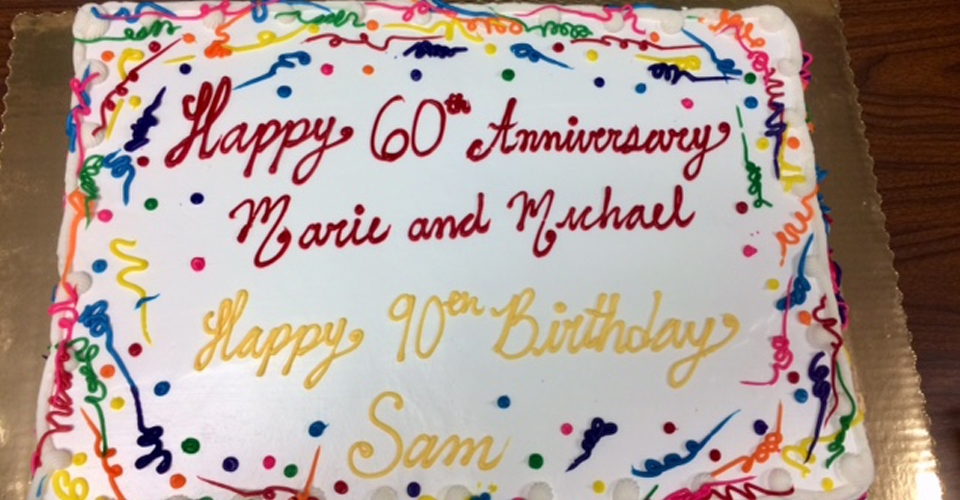 Happy 60th Anniversary
Marie and Michael
Happy 90th Birthday
Sam